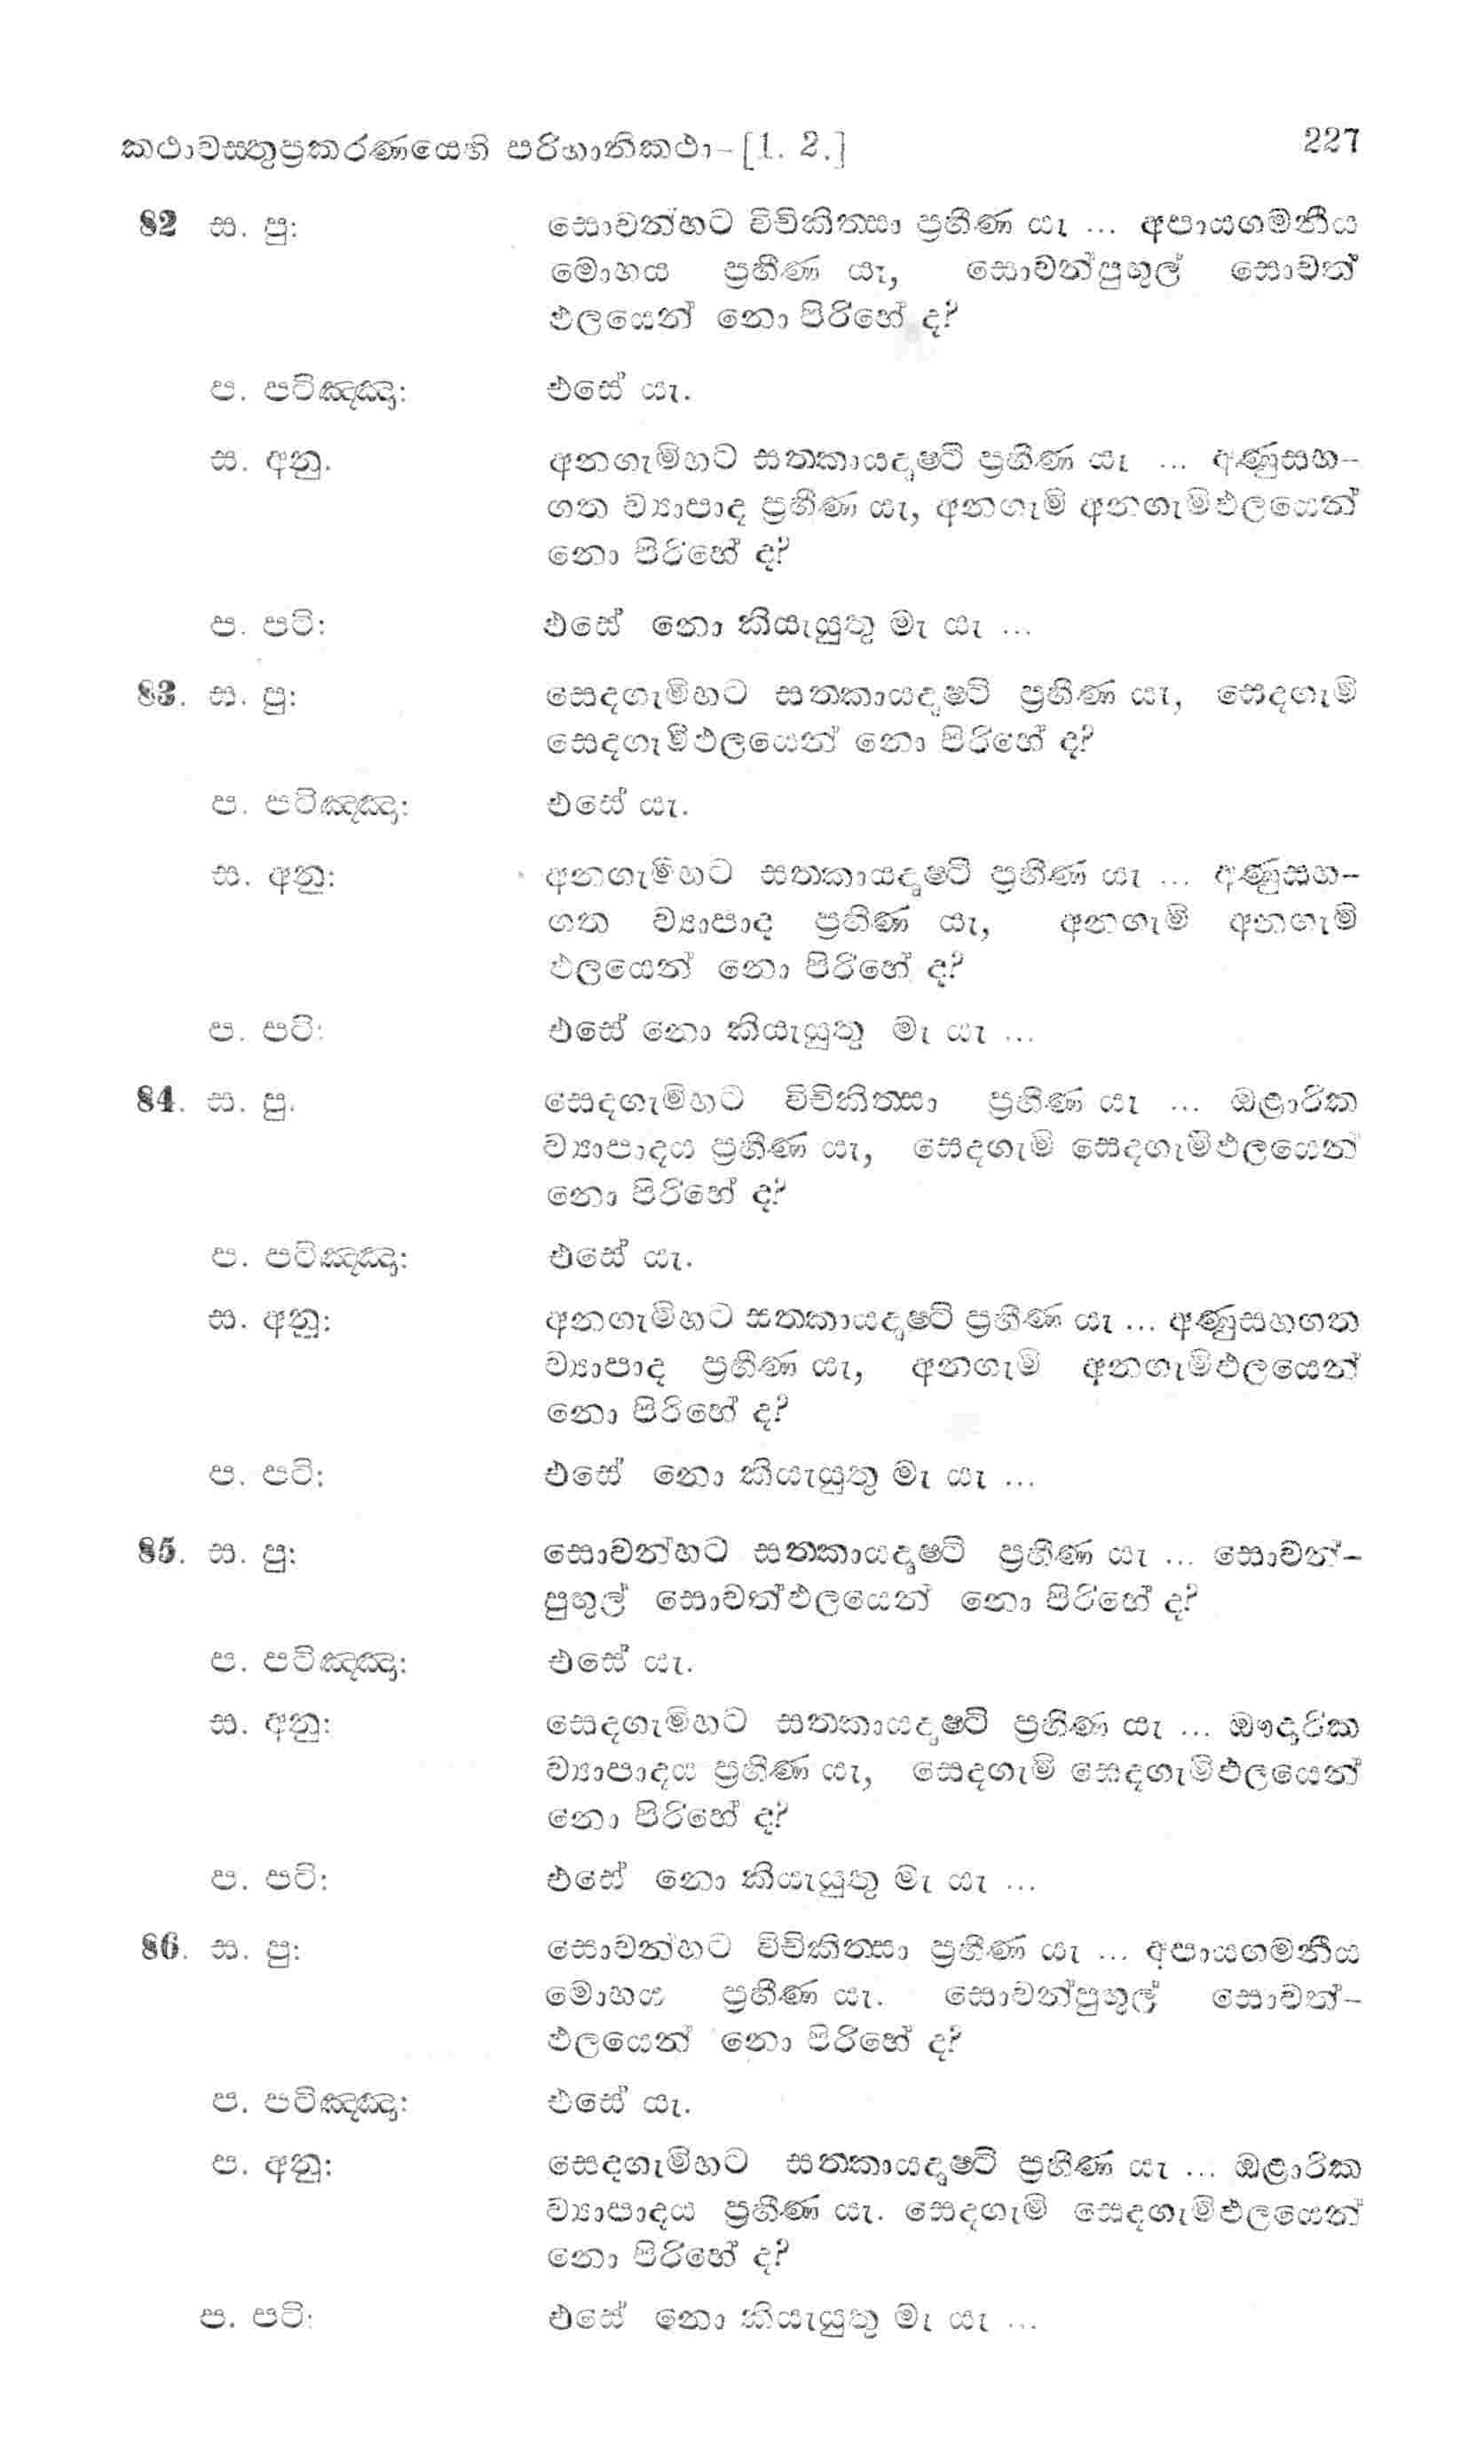 කථාවස්තුප්‍රකරණයෙහි පරිහානිකථා–[1. 2.] 227
82 ස. පු: සොවන්හට විචිකිත්සා ප්‍රහීණ යැ ... අපායගමනීය
මොහය ප්‍රහීණ යැ, සොවන්පුගුල් සොවන්
ඵලයෙන් නො පිරිහේ ද?
ප. පටිඤ්ඤා: එසේ යැ.
ස. අනු. අනගැමිහට සත්කායදෘෂ්ටි ප්‍රහීණ යැ ... අණුසහ-
ගත ව්‍යාපාද ප්‍රහීණ යැ, අනගැමි අනගැමිඵලයෙන්
නො පිරිහේ ද?
ප. පටි: එසේ නො කියැයුතු මැ යැ ...
83. ස. පු: සෙදගැමිහට සත්කායදෘෂ්ටි ප්‍රහීණ යැ, සෙදගැමි
සෙදගැමිඵලයෙන් නො පිරිහේ ද?
ප. පටිඤ්ඤා: එසේ යැ.
ස. අනු: අනගැමිහට සත්කායදෘෂ්ටි ප්‍රහීණ යැ ... අණුසහ-
ගත ව්‍යාපාද ප්‍රහීණ යැ, අනගැමි අනගැමි
ඵලයෙන් නො පිරිහේ ද?
ප. පටි: එසේ නො කියැයුතු මැ යැ ...
84. ස. පු. සෙදගැමිහට විචිකිත්සා ප්‍රහීණ යැ ... ඔළාරික
ව්‍යාපාදය ප්‍රහීණ යැ, සෙදගැමි සෙදගැමිඵලයෙන්
නො පිරිහේ ද?
ප. පටිඤ්ඤා: එසේ යැ.
ස. අනු: අනගැමිහට සත්කායදෘෂ්ටි ප්‍රහීණ යැ ... අණුසහගත
ව්‍යාපාද ප්‍රහීණ යැ, අනගැමි අනගැමිඵලයෙන්
නො පිරිහේ ද?
ප. පටි: එසේ නො කියැයුතු මැ යැ ...
85. ස. පු: සොවන්හට සත්කායදෘෂ්ටි ප්‍රහීණ යැ ... සොවන්-
පුගුල් සොවන්ඵලයෙන් නො පිරිහේ ද?
ප. පටිඤ්ඤා: එසේ යැ.
ස. අනු: සෙදගැමිහට සත්කායදෘෂ්ටි ප්‍රහීණ යැ ... ඖදාරික
ව්‍යාපාදය ප්‍රහීණ යැ, සෙදගැමි සෙදගැමිඵලයෙන්
නො පිරිහේ ද?
ප. පටි: එසේ නො කියැයුතු මැ යැ ...
86. ස. පු: සොවන්හට විචිකිත්සා ප්‍රහීණ යැ ... අපායගමනීය
මොහය ප්‍රහීණ යැ. සොවන්පුගුල් සොවන්-
ඵලයෙන් නො පිරිහේ ද?
ප. පටිඤ්ඤා: එසේ යැ.
ප. අනු: සෙදගැමිහට සත්කායදෘෂ්ටි ප්‍රහීණ යැ ... ඔළාරික
ව්‍යාපාදය ප්‍රහීණ යැ. සෙදගැමි සෙදගැමිඵලයෙන්
නො පිරිහේ ද?
ප. පටි: එසේ නො කියැයුතු මැ යැ ...